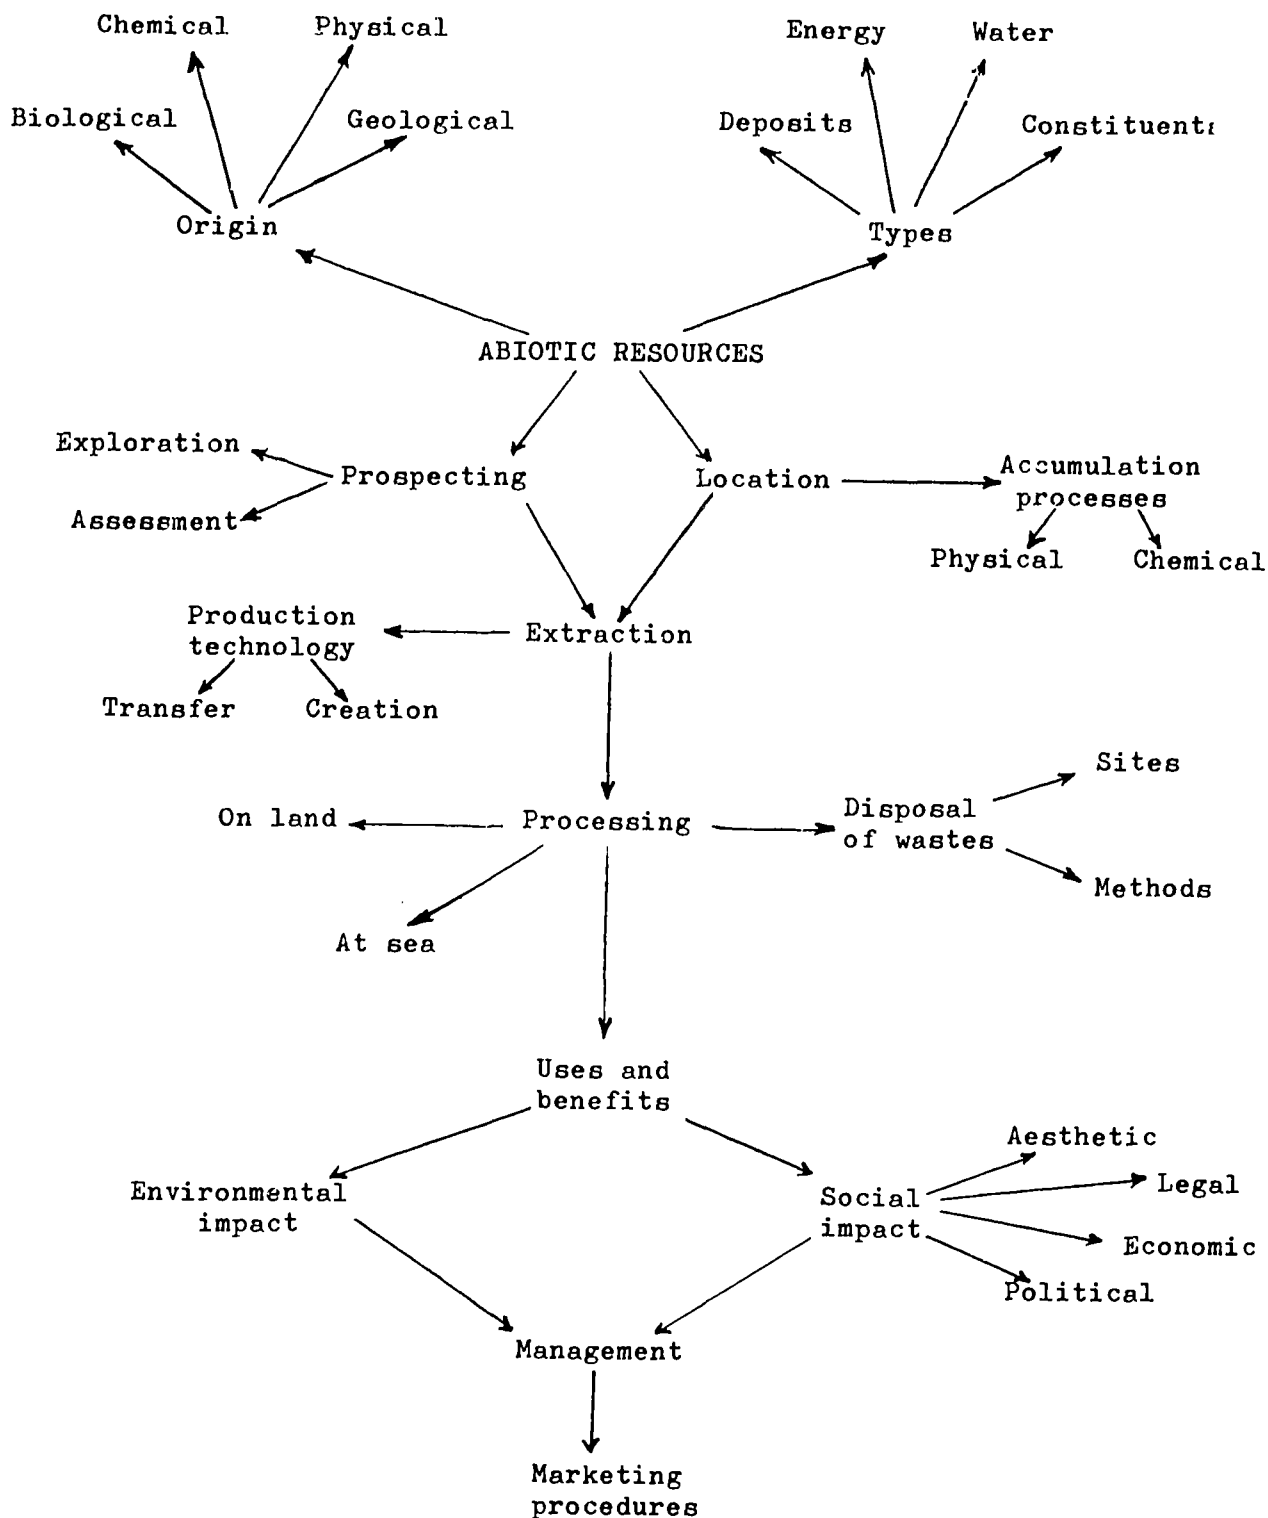 Chemical
Physical
Energy
Water
Biological
Geological
Deposits
Constituents
Origin
Types
ABIOTIC RESOURCES
Exploration
Prospecting
Location
Accumulation
processes
Assessment
Physical
Chemical
Production
technology
Extraction
Transfer
Creation
Sites
On land
Processing
Disposal
of wastes
Methods
At sea
Uses and
benefits
Aesthetic
Environmental
impact
Social
impact
Legal
Economic
Political
Management
Marketing
procedures